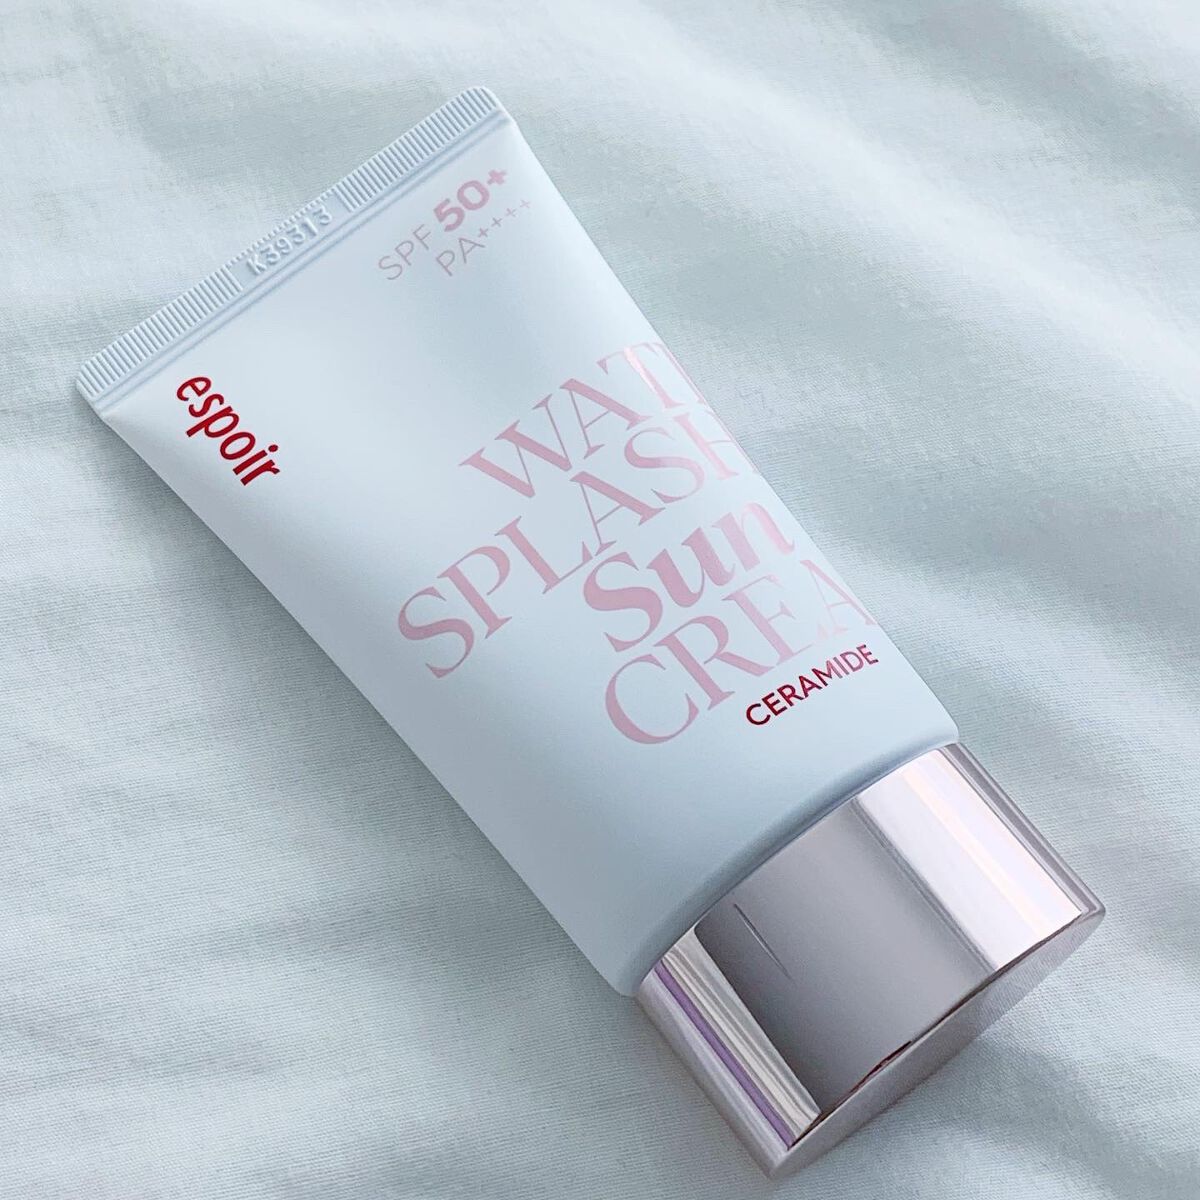 K39313
SPF 50+
PA++++
espoir
WAT
SPLASH
Sun
CREA
CERAMIDE